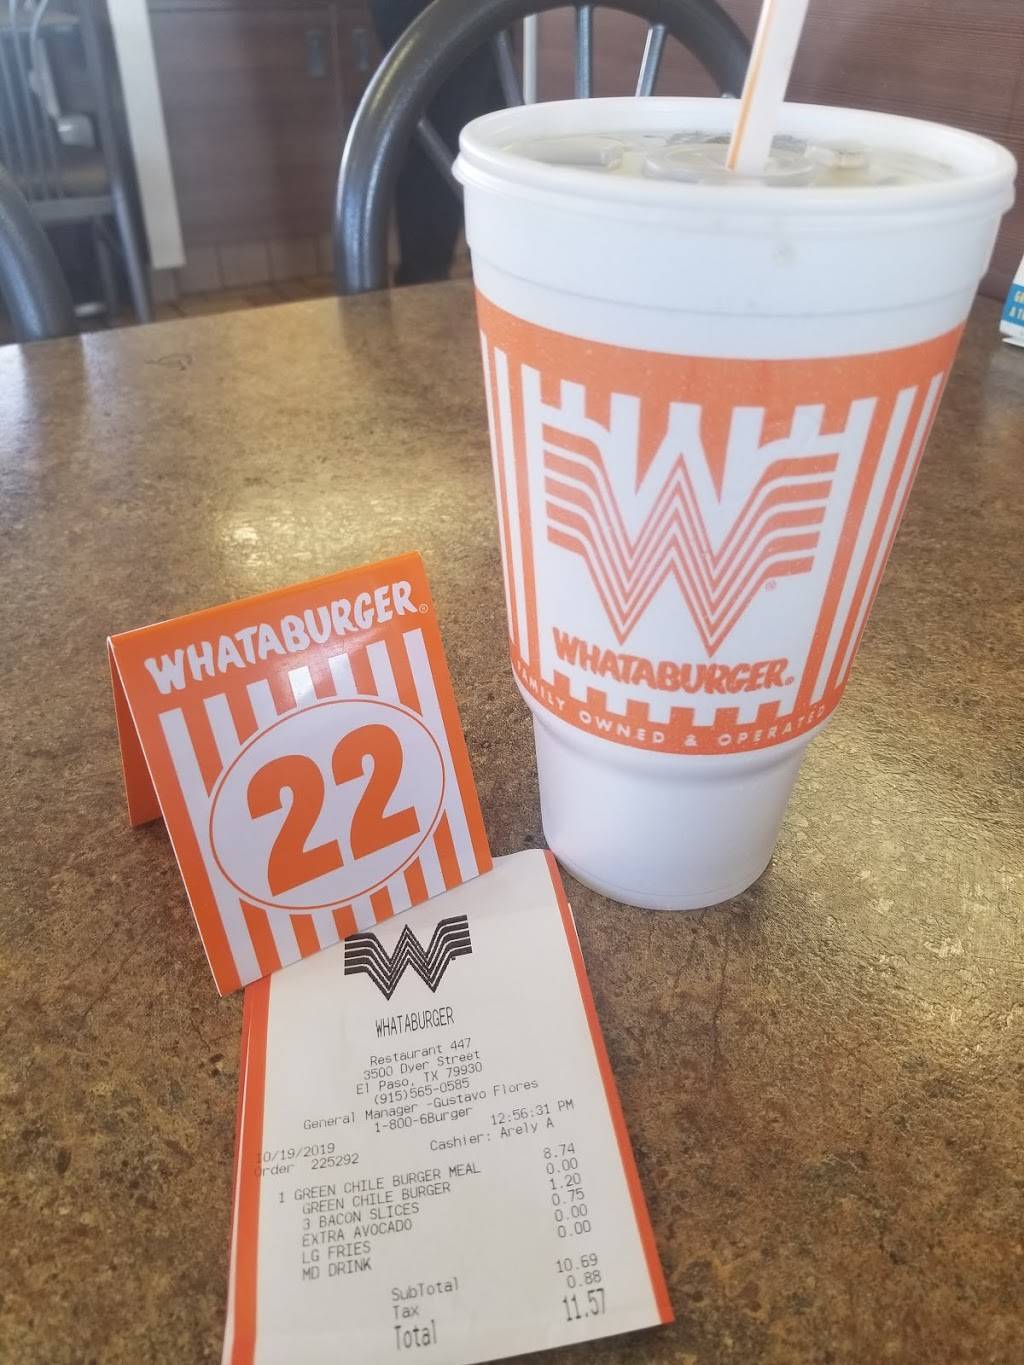 WHATABURGER®
FAMILY OWNED & OPERATED
WHATABURGER®
22
WHATABURGER
Restaurant 447
3500 Dyer Street
El Paso, TX 79930
(915)565-0585
General Manager -Gustavo Flores
1-800-6Burger
10/19/2019 12:56:31 PM
Order 225292 Cashier: Arely A
1 GREEN CHILE BURGER MEAL 8.74
GREEN CHILE BURGER 0.00
3 BACON SLICES 1.20
EXTRA AVOCADO 0.75
LG FRIES 0.00
MD DRINK 0.00
SubTotal 10.69
Tax 0.88
Total 11.57